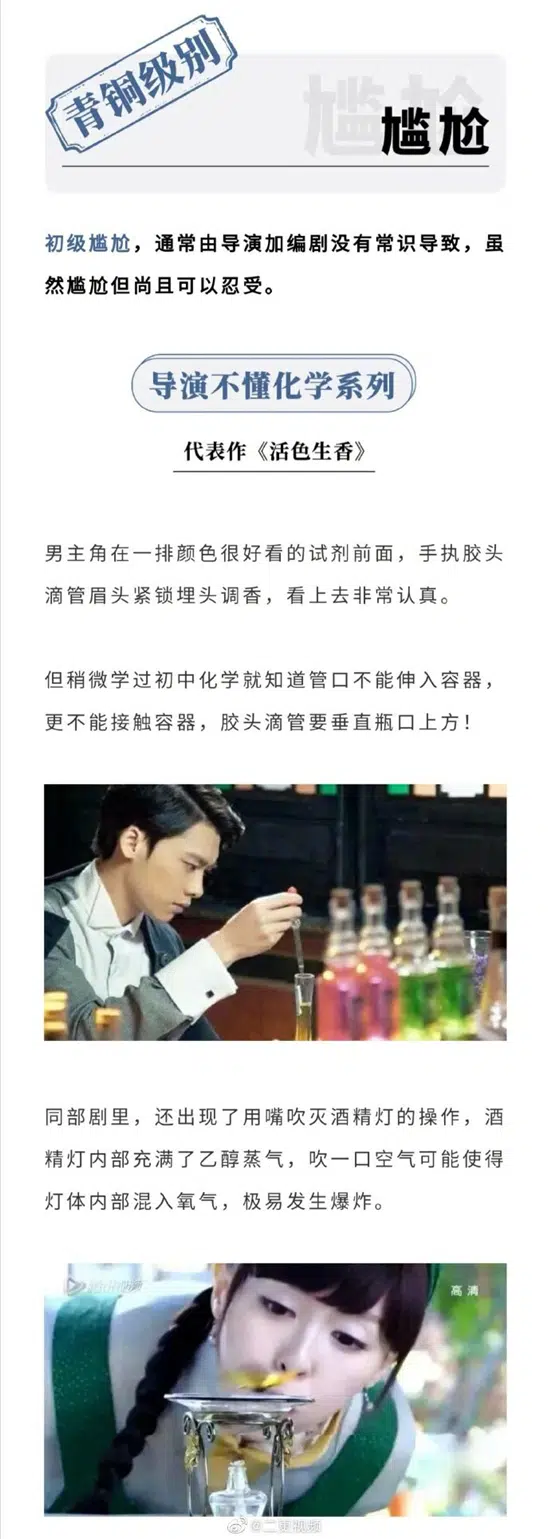 青铜级别
尴尬
尴尬
初级尴尬，通常由导演加编剧没有常识导致，虽
然尴尬但尚且可以忍受。
导演不懂化学系列
代表作《活色生香》
男主角在一排颜色很好看的试剂前面，手执胶头
滴管眉头紧锁埋头调香，看上去非常认真。
但稍微学过初中化学就知道管口不能伸入容器，
更不能接触容器，胶头滴管要垂直瓶口上方！
同部剧里，还出现了用嘴吹灭酒精灯的操作，酒
精灯内部充满了乙醇蒸气，吹一口空气可能使得
灯体内部混入氧气，极易发生爆炸。
高清
@二更视频